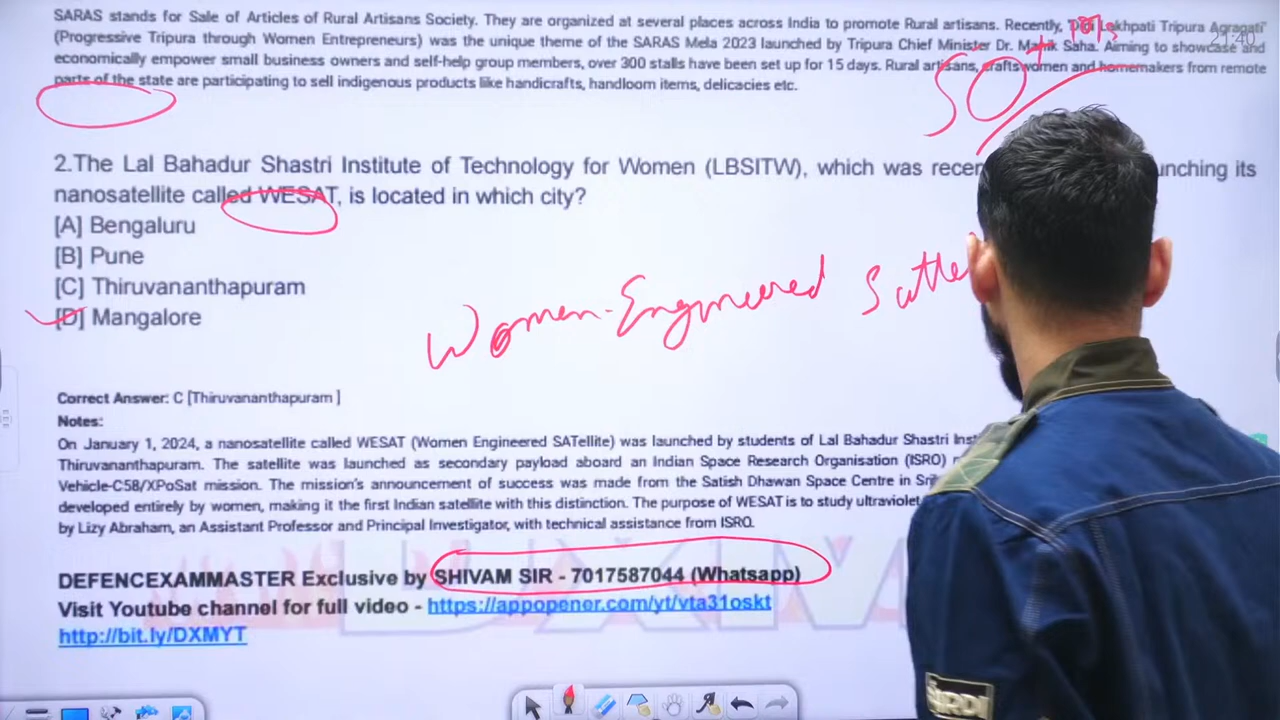 SARAS stands for Sale of Articles of Rural Artisans Society. They are organized at several places across India to promote Rural artisans. Recently, "Didi Lakhpati Tripura Agragati"
(Progressive Tripura through Women Entrepreneurs) was the unique theme of the SARAS Mela 2023 launched by Tripura Chief Minister Dr. Manik Saha. Aiming to showcase and
economically empower small business owners and self-help group members, over 300 stalls have been set up for 15 days. Rural artisans, craftswomen and homemakers from remote
parts of the state are participating to sell indigenous products like handicrafts, handloom items, delicacies etc.
21:40
50+
2.The Lal Bahadur Shastri Institute of Technology for Women (LBSITW), which was unching its
nanosatellite called WESAT, is located in which city?
[A] Bengaluru
[B] Pune
[C] Thiruvananthapuram
[D] Mangalore
Women-Engineered
Correct Answer: C [Thiruvananthapuram ]
Notes:
On January 1, 2024, a nanosatellite called WESAT (Women Engineered SATellite) was launched by students of Lal Bahadur Shastri
Thiruvananthapuram. The satellite was launched as secondary payload aboard an Indian Space Research Organisation (ISRO)
Vehicle-C58/XPoSat mission. The mission's announcement of success was made from the Satish Dhawan Space Centre in
developed entirely by women, making it the first Indian satellite with this distinction. The purpose of WESAT is to study ultraviolet
by Lizy Abraham, an Assistant Professor and Principal Investigator, with technical assistance from ISRO.
DEFENCEXAMMASTER Exclusive by SHIVAM SIR - 7017587044 (Whatsapp)
Visit Youtube channel for full video - https://appopener.com/yt/vta31oskt
http://bit.ly/DXMYT
DXM